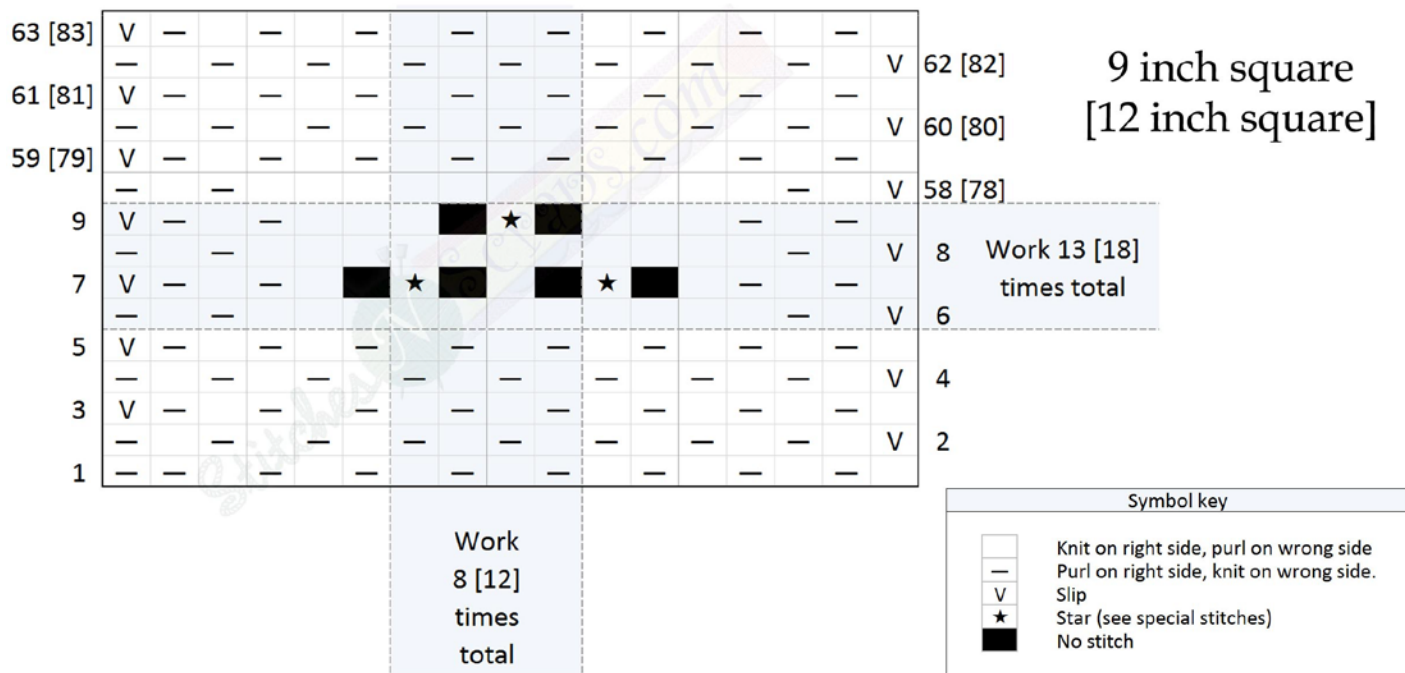 63 [83] V — — — — — — — —
— — — — — — — — V 62 [82]
61 [81] V — — — — — — — —
— — — — — — — — V 60 [80]
59 [79] V — — — — — — — —
— — — V 58 [78]
9 V — — ★ — —
— — — V 8
7 V — — ★ ★ — —
— — — V 6
5 V — — — — — — — —
— — — — — — — — V 4
3 V — — — — — — — —
— — — — — — — — V 2
1 — — — — — — — — —
9 inch square
[12 inch square]
Work 13 [18]
times total
Work
8 [12]
times
total
Symbol key
Knit on right side, purl on wrong side
— Purl on right side, knit on wrong side.
V Slip
★ Star (see special stitches)
No stitch
StitchesNScraps.com